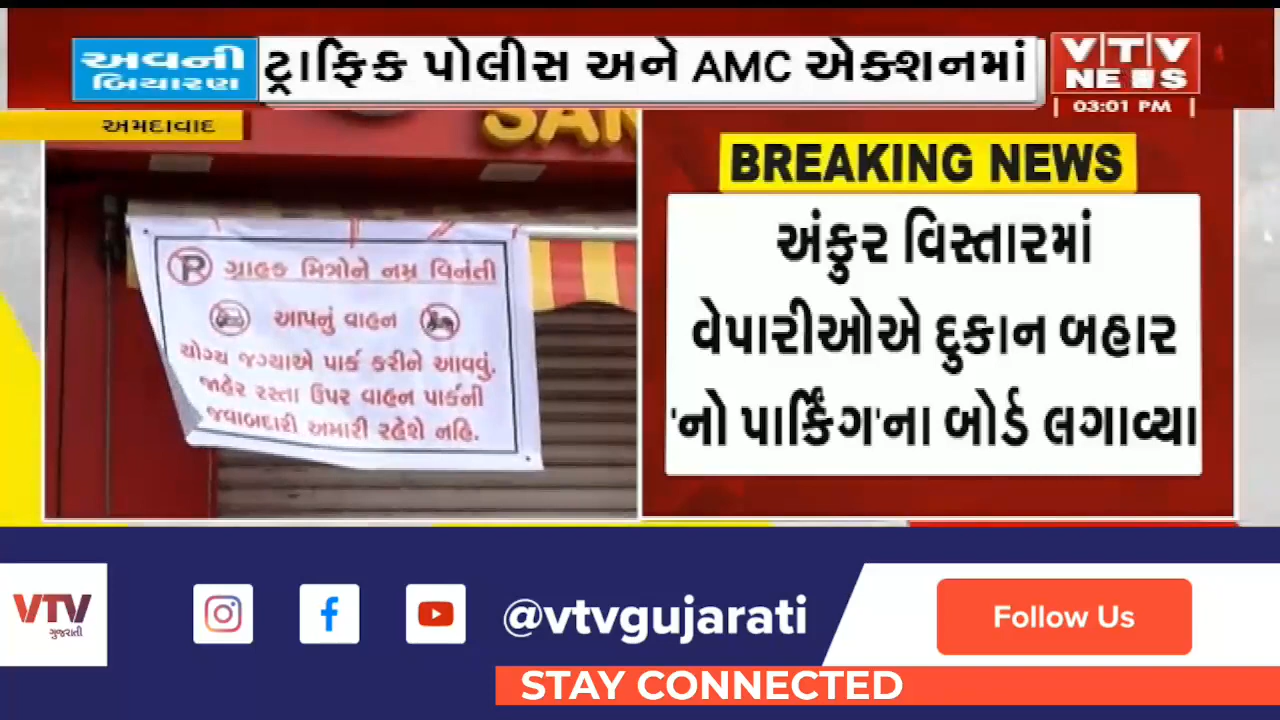 અવની
બિયારણ
ટ્રાફિક પોલીસ અને AMC એક્શનમાં
VTV
NEWS
03:01 PM
અમદાવાદ
SAN
BREAKING NEWS
અંકુર વિસ્તારમાં
વેપારીઓએ દુકાન બહાર
'નો પાર્કિંગ'ના બોર્ડ લગાવ્યા
P ગ્રાહક મિત્રોને નમ્ર વિનંતી
આપનું વાહન
યોગ્ય જગ્યાએ પાર્ક કરીને આવવું.
જાહેર રસ્તા ઉપર વાહન પાર્કની
જવાબદારી અમારી રહેશે નહિ.
VTV
ગુજરાતી
@vtvgujarati
Follow Us
STAY CONNECTED